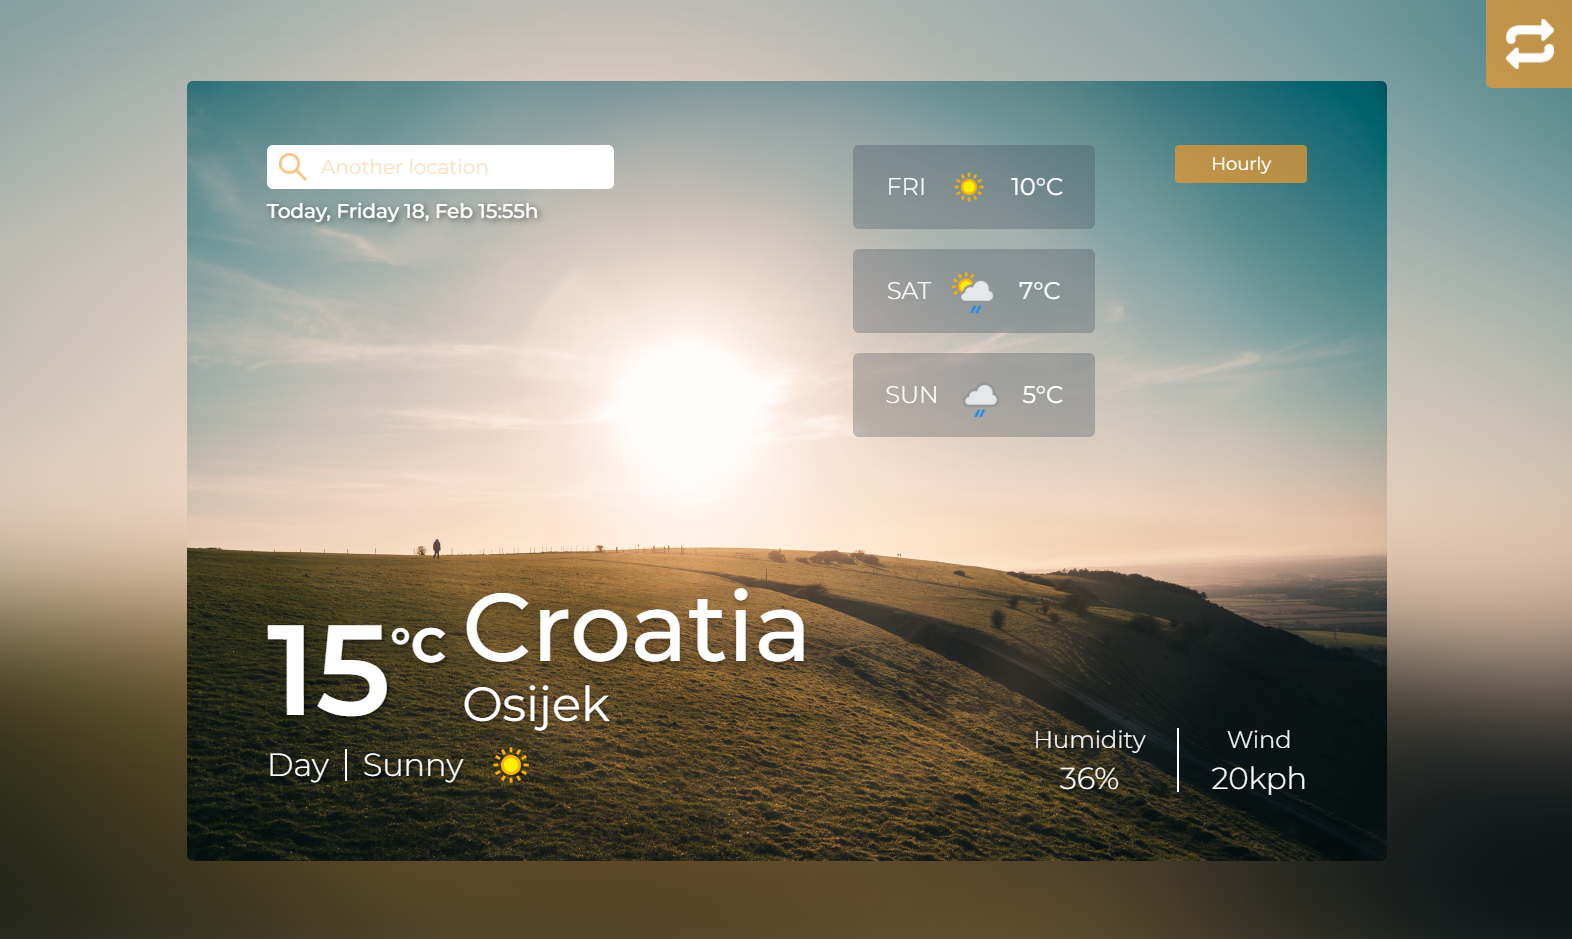 Another location
Today, Friday 18, Feb 15:55h
FRI 10°C
SAT 7°C
SUN 5°C
Hourly
15°C
Croatia
Osijek
Day | Sunny
Humidity
36%
Wind
20kph